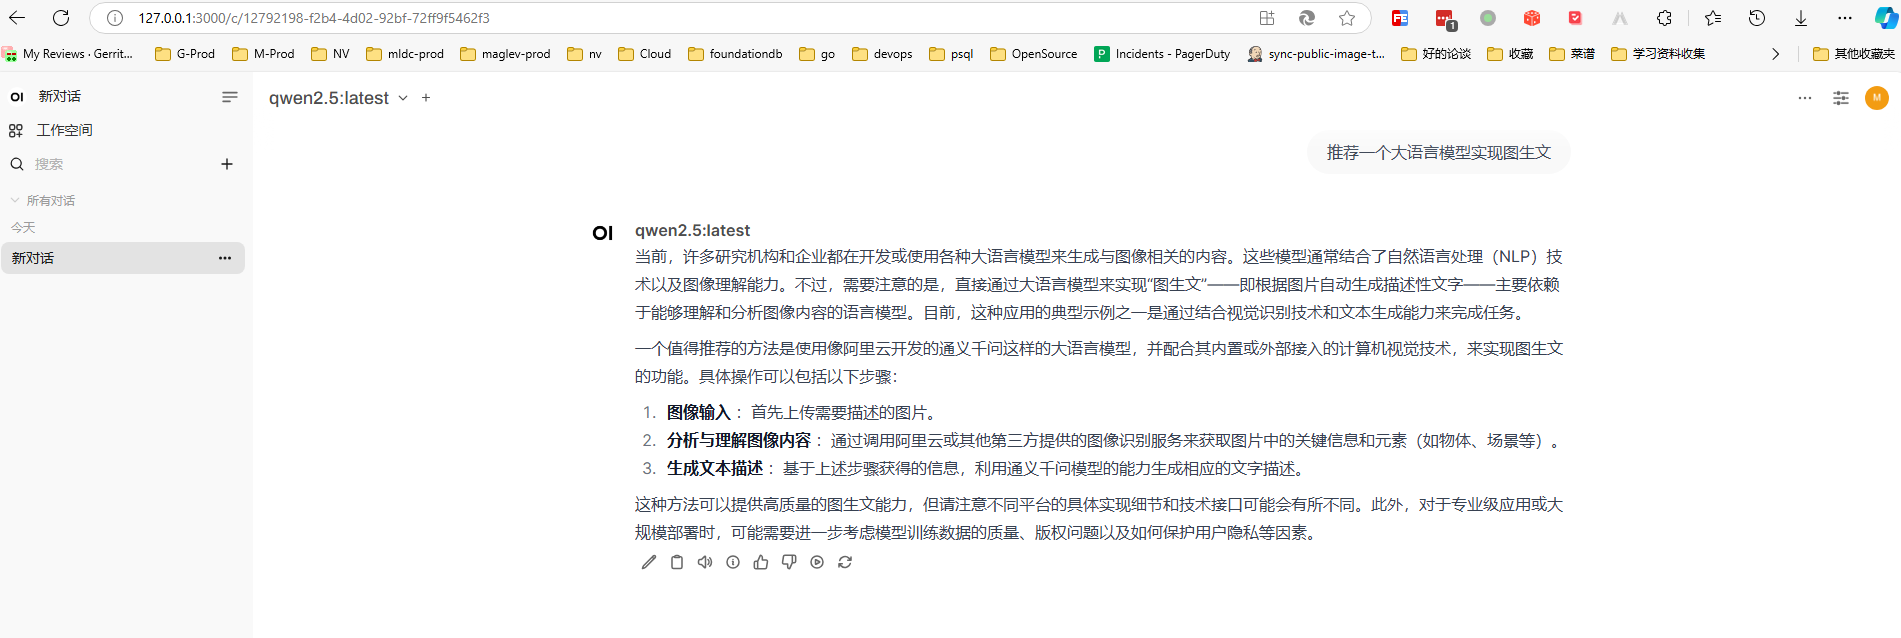 127.0.0.1:3000/c/12792198-f2b4-4d02-92bf-72ff9f5462f3
FE
1
My Reviews · Gerrit... G-Prod M-Prod NV mldc-prod maglev-prod nv Cloud foundationdb go devops psql OpenSource P Incidents - PagerDuty sync-public-image-t... 好的论谈 收藏 菜谱 学习资料收集 其他收藏夹
OI 新对话
工作空间
搜索
所有对话
今天
新对话
qwen2.5:latest
M
推荐一个大语言模型实现图生文
OI qwen2.5:latest
当前，许多研究机构和企业都在开发或使用各种大语言模型来生成与图像相关的内容。这些模型通常结合了自然语言处理（NLP）技
术以及图像理解能力。不过，需要注意的是，直接通过大语言模型来实现“图生文”——即根据图片自动生成描述性文字——主要依赖
于能够理解和分析图像内容的语言模型。目前，这种应用的典型示例之一是通过结合视觉识别技术和文本生成能力来完成任务。
一个值得推荐的方法是使用像阿里云开发的通义千问这样的大语言模型，并配合其内置或外部接入的计算机视觉技术，来实现图生文
的功能。具体操作可以包括以下步骤：
1. 图像输入： 首先上传需要描述的图片。
2. 分析与理解图像内容： 通过调用阿里云或其他第三方提供的图像识别服务来获取图片中的关键信息和元素（如物体、场景等）。
3. 生成文本描述： 基于上述步骤获得的信息，利用通义千问模型的能力生成相应的文字描述。
这种方法可以提供高质量的图生文能力，但请注意不同平台的具体实现细节和技术接口可能会有所不同。此外，对于专业级应用或大
规模部署时，可能需要进一步考虑模型训练数据的质量、版权问题以及如何保护用户隐私等因素。